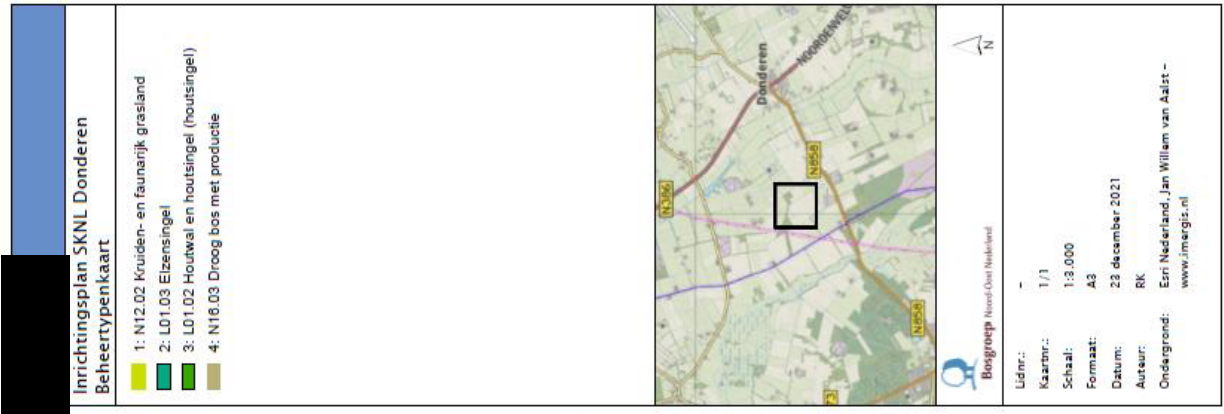 Inrichtingsplan SKNL Donderen
Beheertypenkaart
1: N12.02 Kruiden- en faunarijk grasland
2: L01.03 Elzensingel
3: L01.02 Houtwal en houtsingel (houtsingel)
4: N16.03 Droog bos met productie
N386
Donderen
NOORDENVELD
N858
N858
73
Bosgroep Noord-Oost Nederland
N
Lidnr.: –
Kaartnr.: 1/1
Schaal: 1:3.000
Formaat: A3
Datum: 23 december 2021
Auteur: RK
Ondergrond: Esri Nederland, Jan Willem van Aalst –
www.imergis.nl